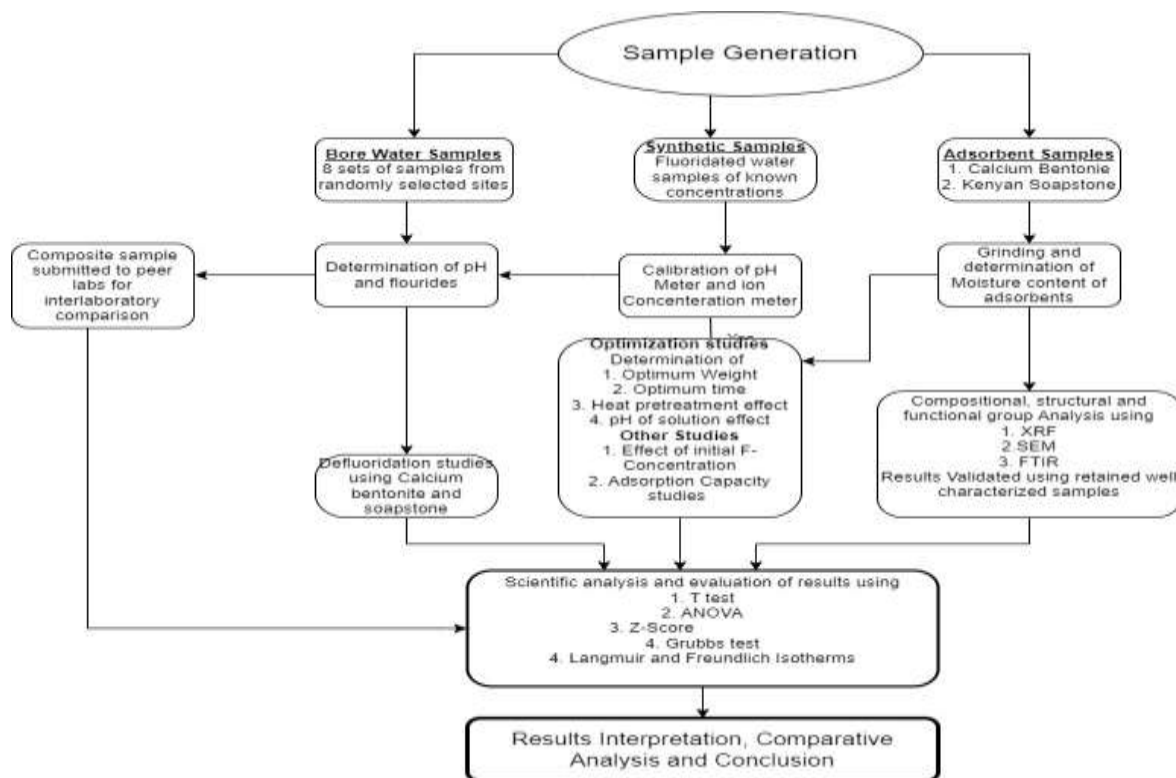 Sample Generation
Bore Water Samples
8 sets of samples from
randomly selected sites
Synthetic Samples
Fluoridated water
samples of known
concentrations
Adsorbent Samples
1. Calcium Bentonie
2. Kenyan Soapstone
Composite sample
submitted to peer
labs for
interlaboratory
comparison
Determination of pH
and flourides
Calibration of pH
Meter and ion
Concenteration meter
Grinding and
determination of
Moisture content of
adsorbents
Optimization studies
Determination of
1. Optimum Weight
2. Optimum time
3. Heat pretreatment effect
4. pH of solution effect
Other Studies
1. Effect of initial F-
Concentration
2. Adsorption Capacity
studies
Compositional, structural and
functional group Analysis using
1. XRF
2.SEM
3. FTIR
Results Validated using retained well
characterized samples
Defluoridation studies
using Calcium
bentonite and
soapstone
Scientific analysis and evaluation of results using
1. T test
2. ANOVA
3. Z-Score
4. Grubbs test
4. Langmuir and Freundlich Isotherms
Results Interpretation, Comparative
Analysis and Conclusion